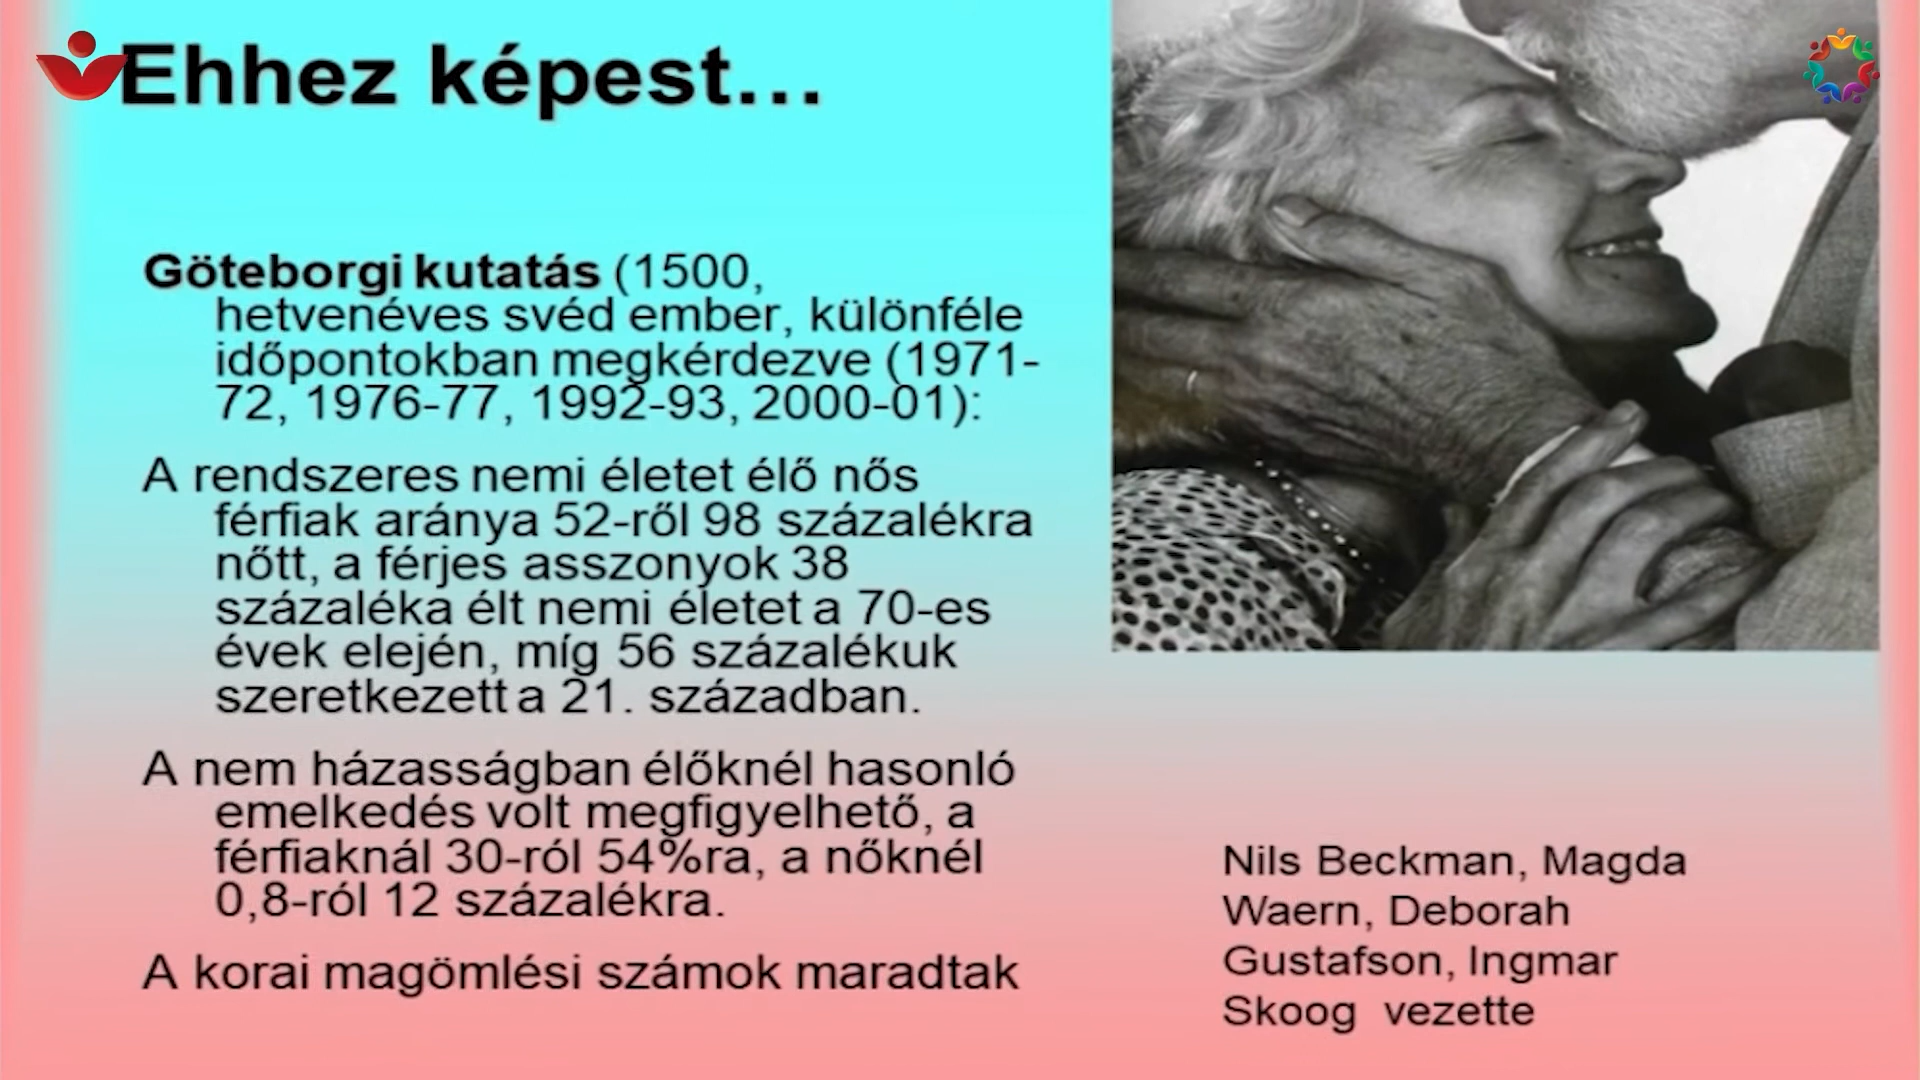 Ehhez képest...
Göteborgi kutatás (1500,
hetvenéves svéd ember, különféle
időpontokban megkérdezve (1971-
72, 1976-77, 1992-93, 2000-01):
A rendszeres nemi életet élő nős
férfiak aránya 52-ről 98 százalékra
nőtt, a férjes asszonyok 38
százaléka élt nemi életet a 70-es
évek elején, míg 56 százalékuk
szeretkezett a 21. században.
A nem házasságban élőknél hasonló
emelkedés volt megfigyelhető, a
férfiaknál 30-ról 54%ra, a nőknél
0,8-ról 12 százalékra.
A korai magömlési számok maradtak
Nils Beckman, Magda
Waern, Deborah
Gustafson, Ingmar
Skoog vezette